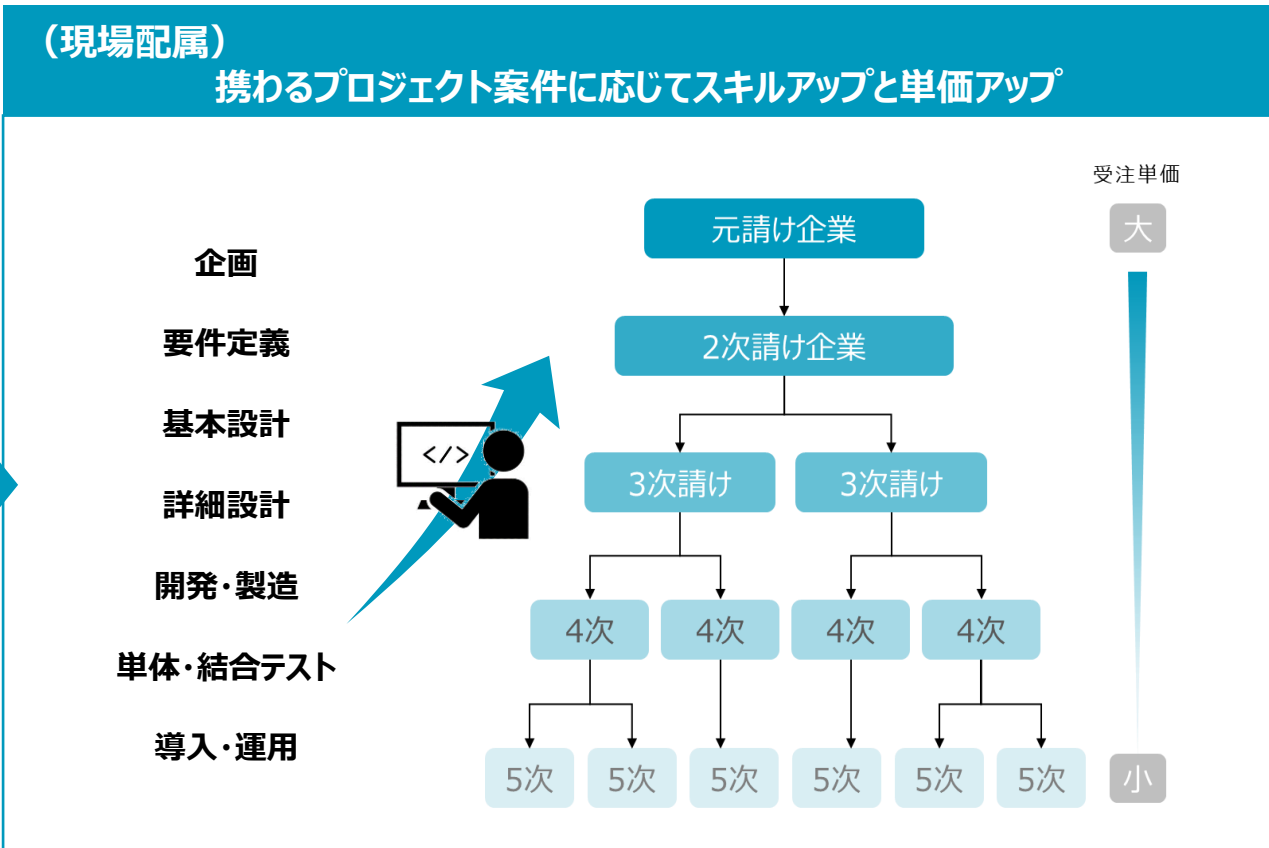 （現場配属）
携わるプロジェクト案件に応じてスキルアップと単価アップ
受注単価
大
小
企画
要件定義
基本設計
詳細設計
開発・製造
単体・結合テスト
導入・運用
</>
元請け企業
2次請け企業
3次請け 3次請け
4次 4次 4次 4次
5次 5次 5次 5次 5次 5次